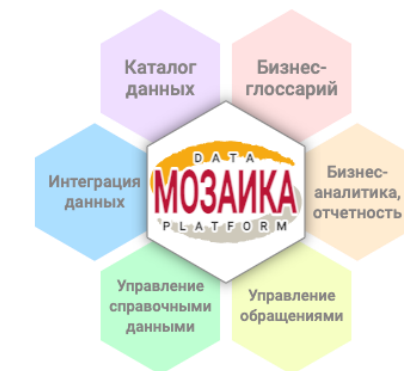 Каталог
данных
Бизнес-
глоссарий
Интеграция
данных
DATA
МОЗАИКА
PLATFORM
Бизнес-
аналитика,
отчетность
Управление
справочными
данными
Управление
обращениями